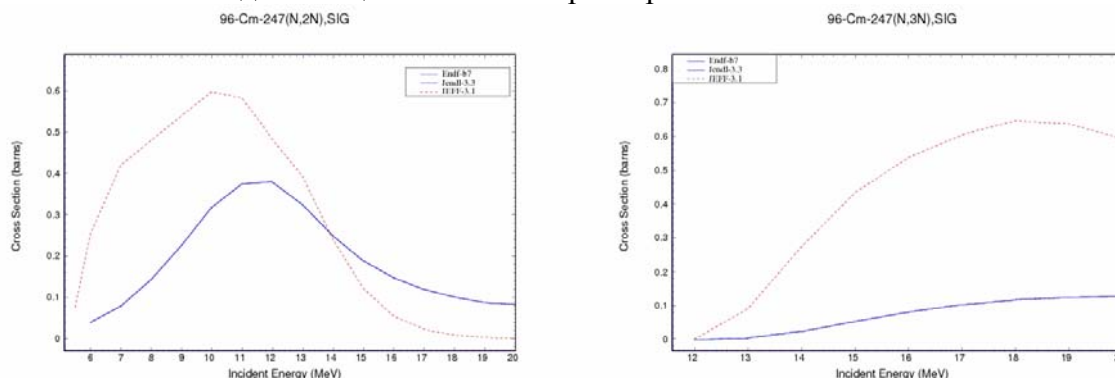 96-Cm-247(N,2N),SIG
Cross Section (barns)
0.6
0.5
0.4
0.3
0.2
0.1
0
Endf-b7
Jendl-3.3
JEFF-3.1
6 7 8 9 10 11 12 13 14 15 16 17 18 19 20
Incident Energy (MeV)
96-Cm-247(N,3N),SIG
Cross Section (barns)
0.8
0.7
0.6
0.5
0.4
0.3
0.2
0.1
0
Endf-b7
Jendl-3.3
JEFF-3.1
12 13 14 15 16 17 18 19
Incident Energy (MeV)